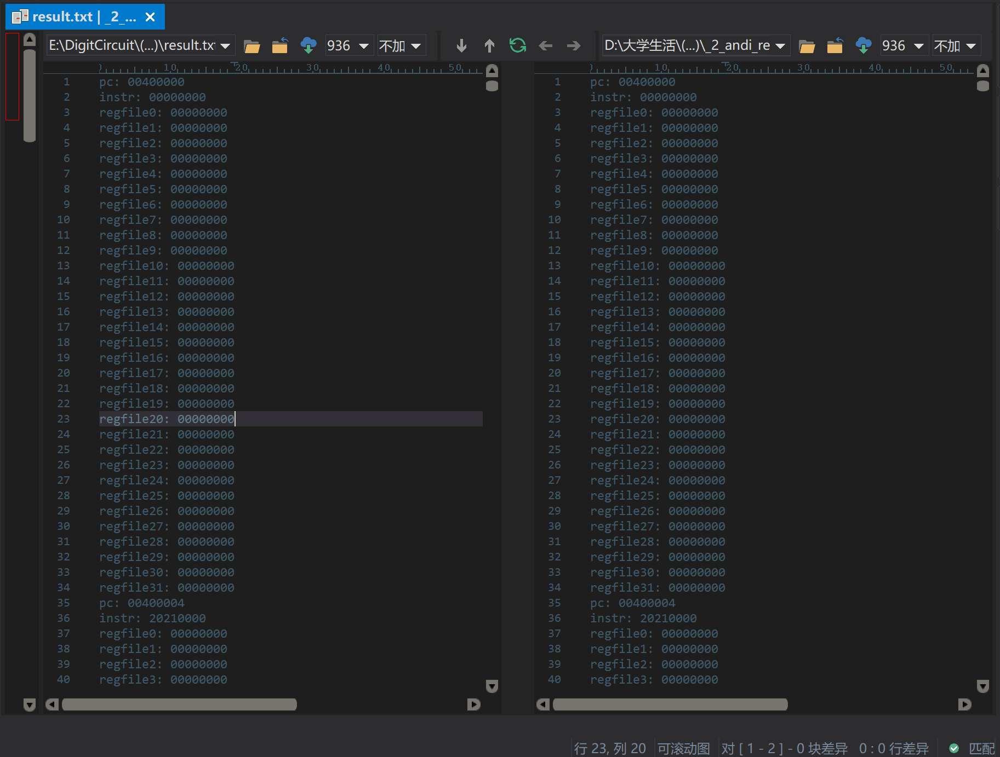 result.txt | _2_...
E:\DigitCircuit\(...)\result.txt 936 不加
D:\大学生活\(...)\_2_andi_re 936 不加
0 10 20 30 40 50
1 pc: 00400000
2 instr: 00000000
3 regfile0: 00000000
4 regfile1: 00000000
5 regfile2: 00000000
6 regfile3: 00000000
7 regfile4: 00000000
8 regfile5: 00000000
9 regfile6: 00000000
10 regfile7: 00000000
11 regfile8: 00000000
12 regfile9: 00000000
13 regfile10: 00000000
14 regfile11: 00000000
15 regfile12: 00000000
16 regfile13: 00000000
17 regfile14: 00000000
18 regfile15: 00000000
19 regfile16: 00000000
20 regfile17: 00000000
21 regfile18: 00000000
22 regfile19: 00000000
23 regfile20: 00000000
24 regfile21: 00000000
25 regfile22: 00000000
26 regfile23: 00000000
27 regfile24: 00000000
28 regfile25: 00000000
29 regfile26: 00000000
30 regfile27: 00000000
31 regfile28: 00000000
32 regfile29: 00000000
33 regfile30: 00000000
34 regfile31: 00000000
35 pc: 00400004
36 instr: 20210000
37 regfile0: 00000000
38 regfile1: 00000000
39 regfile2: 00000000
40 regfile3: 00000000
0 10 20 30 40 50
1 pc: 00400000
2 instr: 00000000
3 regfile0: 00000000
4 regfile1: 00000000
5 regfile2: 00000000
6 regfile3: 00000000
7 regfile4: 00000000
8 regfile5: 00000000
9 regfile6: 00000000
10 regfile7: 00000000
11 regfile8: 00000000
12 regfile9: 00000000
13 regfile10: 00000000
14 regfile11: 00000000
15 regfile12: 00000000
16 regfile13: 00000000
17 regfile14: 00000000
18 regfile15: 00000000
19 regfile16: 00000000
20 regfile17: 00000000
21 regfile18: 00000000
22 regfile19: 00000000
23 regfile20: 00000000
24 regfile21: 00000000
25 regfile22: 00000000
26 regfile23: 00000000
27 regfile24: 00000000
28 regfile25: 00000000
29 regfile26: 00000000
30 regfile27: 00000000
31 regfile28: 00000000
32 regfile29: 00000000
33 regfile30: 00000000
34 regfile31: 00000000
35 pc: 00400004
36 instr: 20210000
37 regfile0: 00000000
38 regfile1: 00000000
39 regfile2: 00000000
40 regfile3: 00000000
行 23, 列 20 可滚动图 对 [ 1 - 2 ] - 0 块差异 0 : 0 行差异 匹配